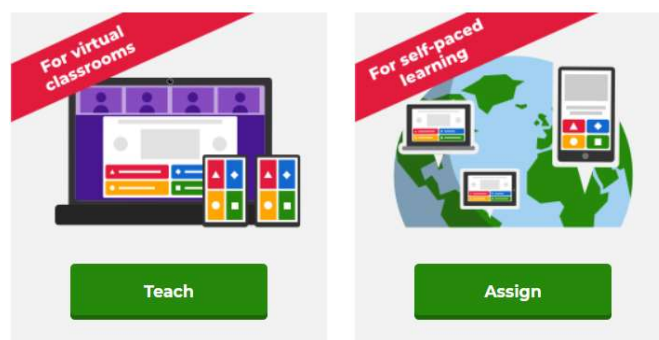 For virtual
classrooms
Teach
For self-paced
learning
Assign